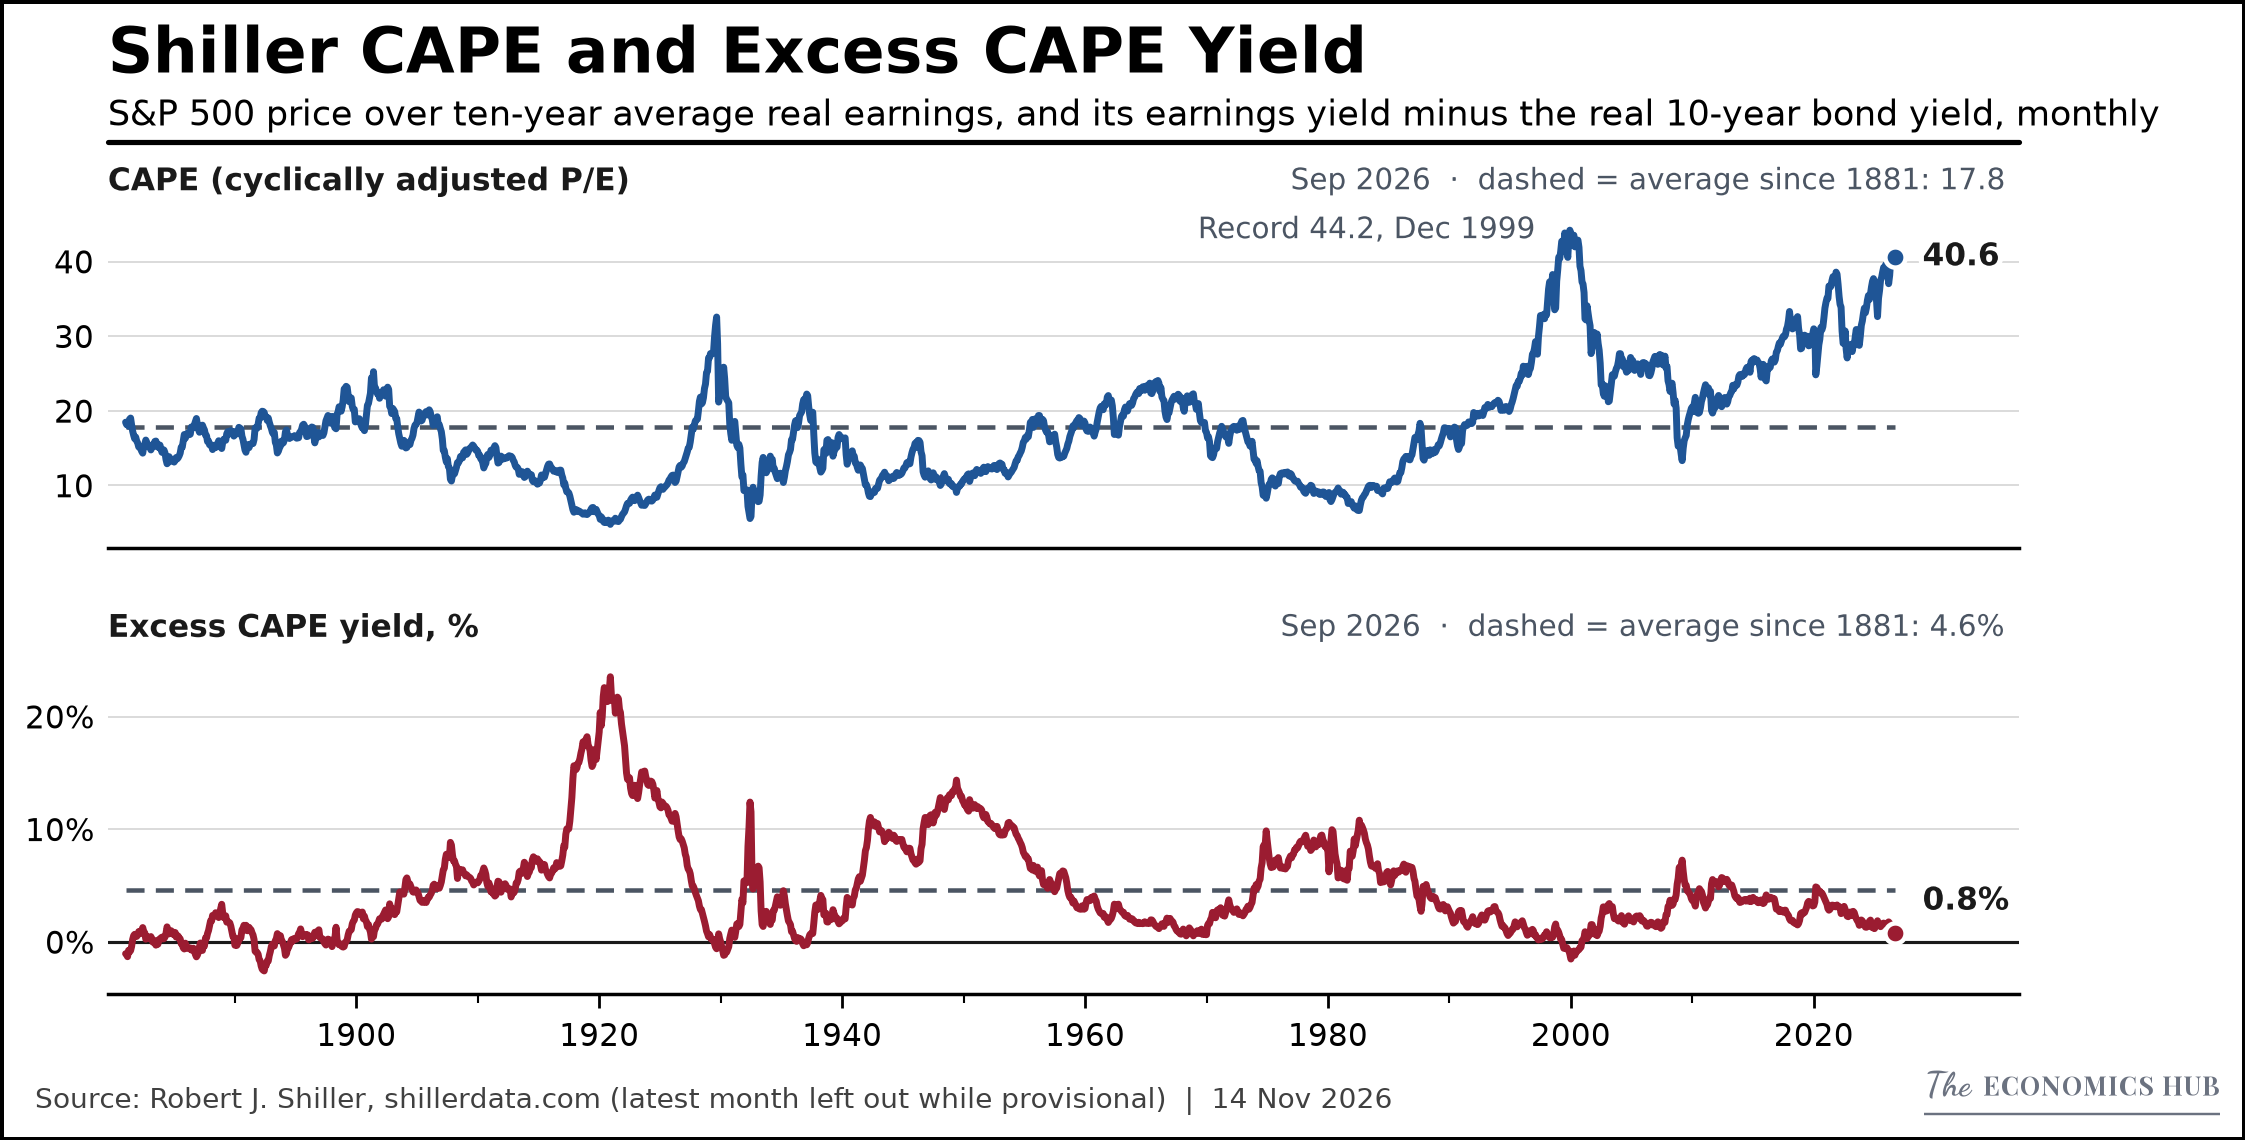 Shiller CAPE and Excess CAPE Yield
S&P 500 price over ten-year average real earnings, and its earnings yield minus the real 10-year bond yield, monthly
CAPE (cyclically adjusted P/E)
Sep 2026 · dashed = average since 1881: 17.8
Record 44.2, Dec 1999
40.6
40
30
20
10
Excess CAPE yield, %
Sep 2026 · dashed = average since 1881: 4.6%
20%
10%
0%
0.8%
1900 1920 1940 1960 1980 2000 2020
Source: Robert J. Shiller, shillerdata.com (latest month left out while provisional) | 14 Nov 2026
The ECONOMICS HUB